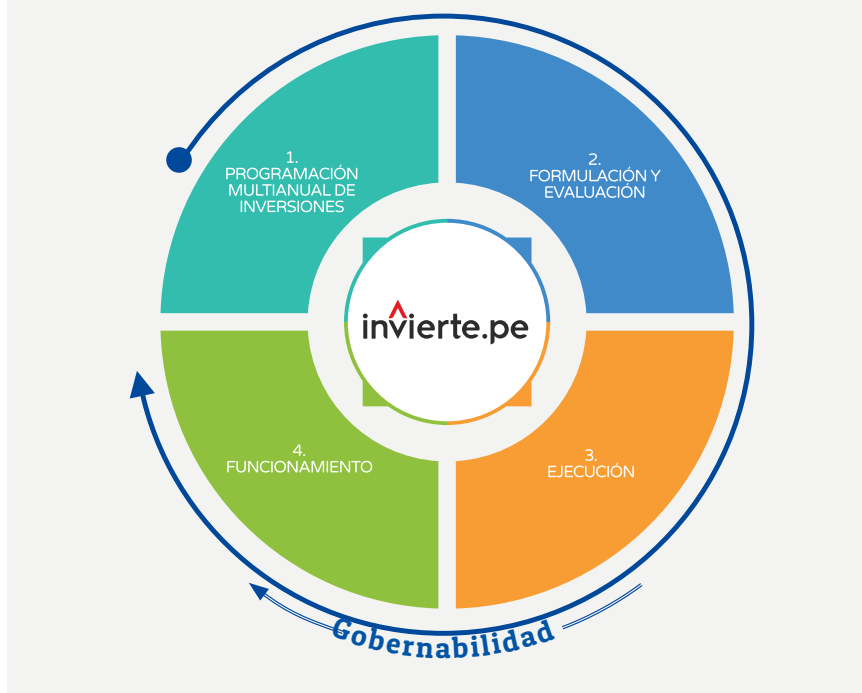 1.
PROGRAMACIÓN
MULTIANUAL DE
INVERSIONES
2.
FORMULACIÓN Y
EVALUACIÓN
invierte.pe
4.
FUNCIONAMIENTO
3.
EJECUCIÓN
Gobernabilidad